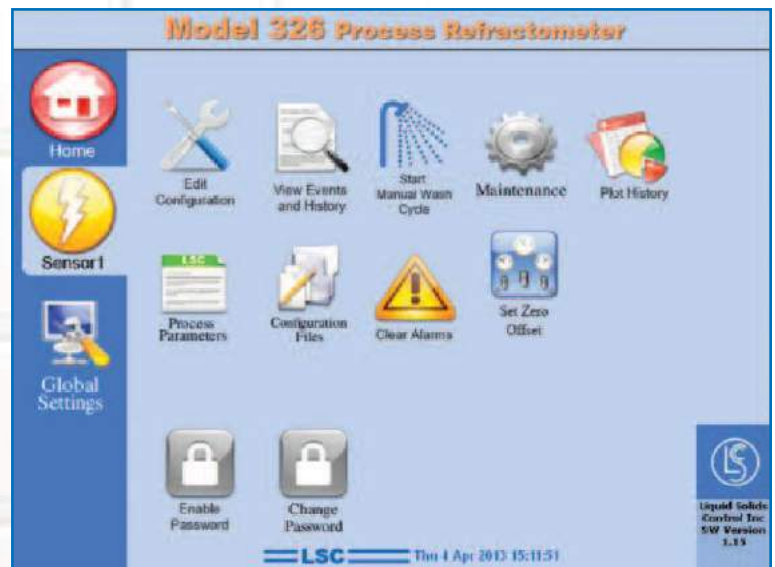 Model 326 Process Refractometer
Home
Sensor1
Global
Settings
Edit
Configuration
View Events
and History
Start
Manual Wash
Cycle
Maintenance
Plot History
LSC
Process
Parameters
Configuration
Files
Clear Alarms
Set Zero
Offset
Enable
Password
Change
Password
LSC
Thu 4 Apr 2013 15:11:51
LS
Liquid Solids
Control Inc
SW Version
1.15